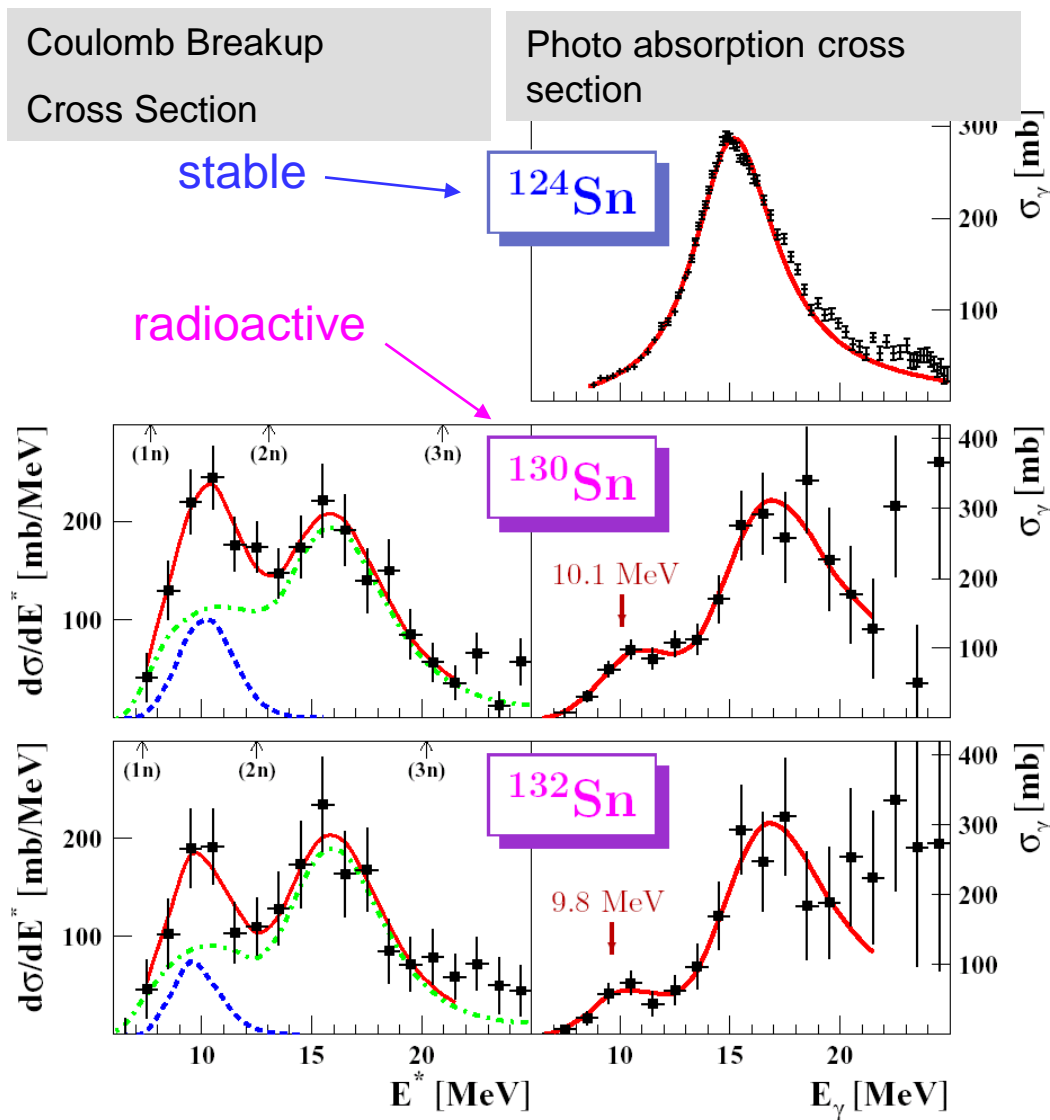 Coulomb Breakup
Cross Section
Photo absorption cross
section
stable
¹²⁴Sn
300
200
100
σγ [mb]
10
15
20
radioactive
(1n)
(2n)
(3n)
¹³⁰Sn
dσ/dE* [mb/MeV]
200
100
10.1 MeV
400
300
200
100
σγ [mb]
(1n)
(2n)
(3n)
¹³²Sn
dσ/dE* [mb/MeV]
200
100
9.8 MeV
400
300
200
100
σγ [mb]
10
15
20
E* [MeV]
10
15
20
Eγ [MeV]